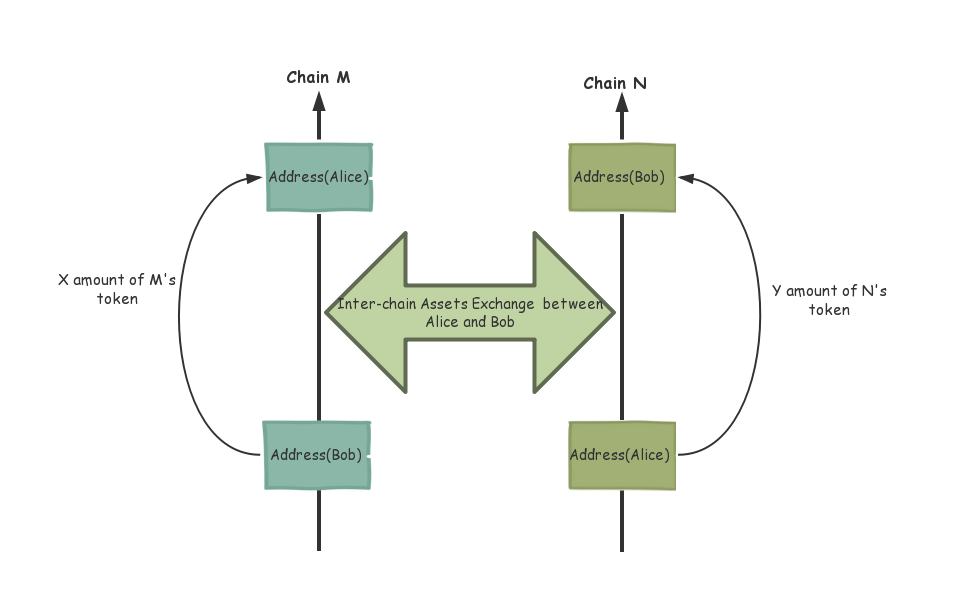 Chain M
Chain N
Address(Alice)
Address(Bob)
X amount of M's
token
Inter-chain Assets Exchange between
Alice and Bob
Y amount of N's
token
Address(Bob)
Address(Alice)